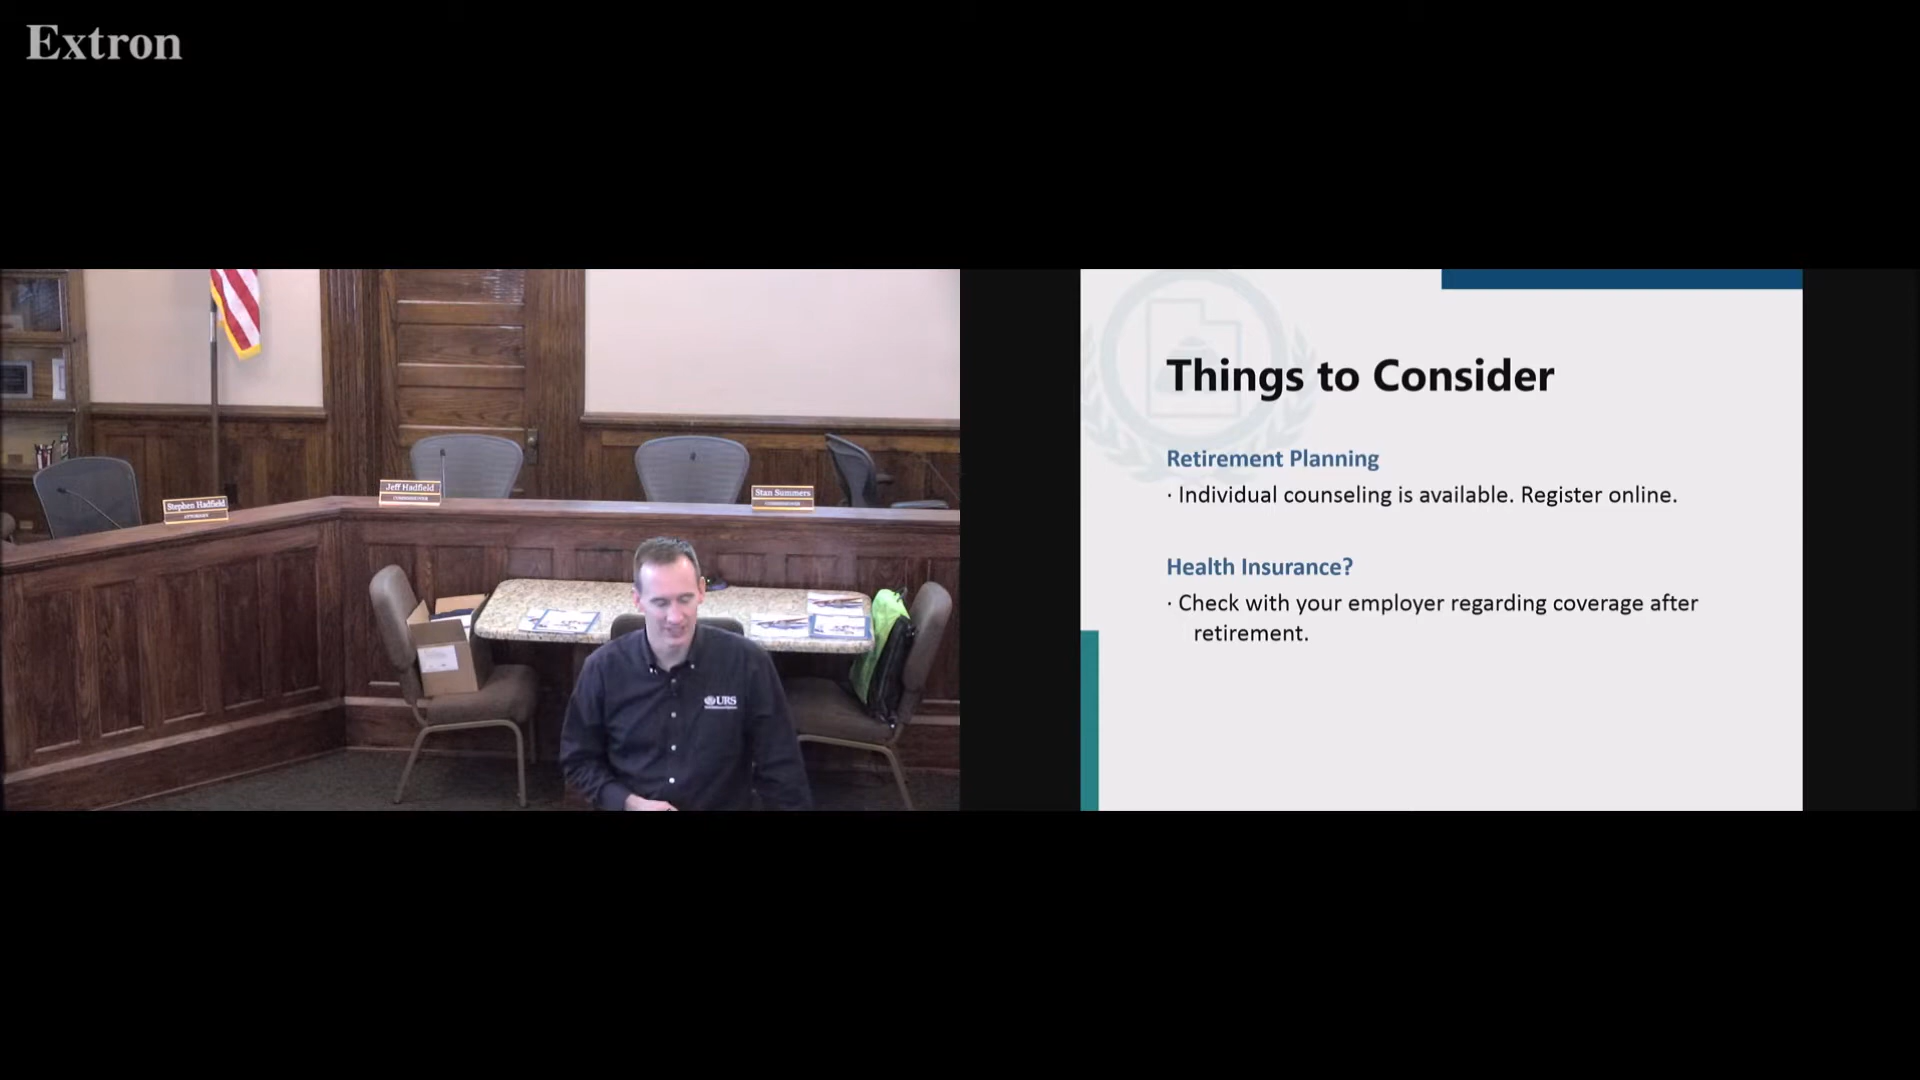 Extron
Stephen Hadfield
ATTORNEY
Jeff Hadfield
COMMISSIONER
Stan Summers
COMMISSIONER
URS
Things to Consider
Retirement Planning
· Individual counseling is available. Register online.
Health Insurance?
· Check with your employer regarding coverage after
retirement.